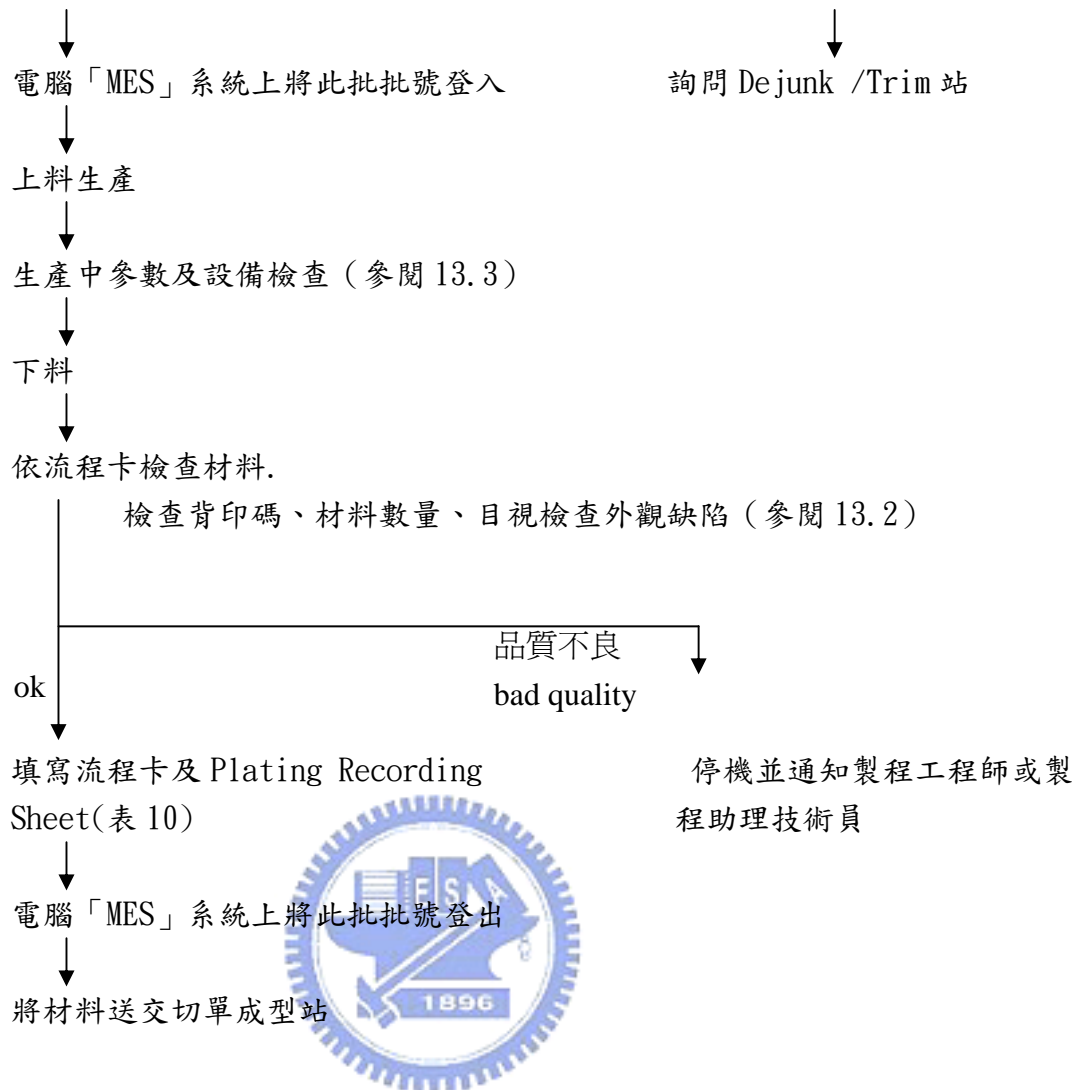 電腦「MES」系統上將此批批號登入
詢問 Dejunk /Trim 站
上料生產
生產中參數及設備檢查（參閱 13.3）
下料
依流程卡檢查材料.
檢查背印碼、材料數量、目視檢查外觀缺陷（參閱 13.2）
品質不良
ok
bad quality
填寫流程卡及 Plating Recording
Sheet(表 10)
停機並通知製程工程師或製
程助理技術員
ESA
電腦「MES」系統上將此批批號登出
1896
將材料送交切單成型站